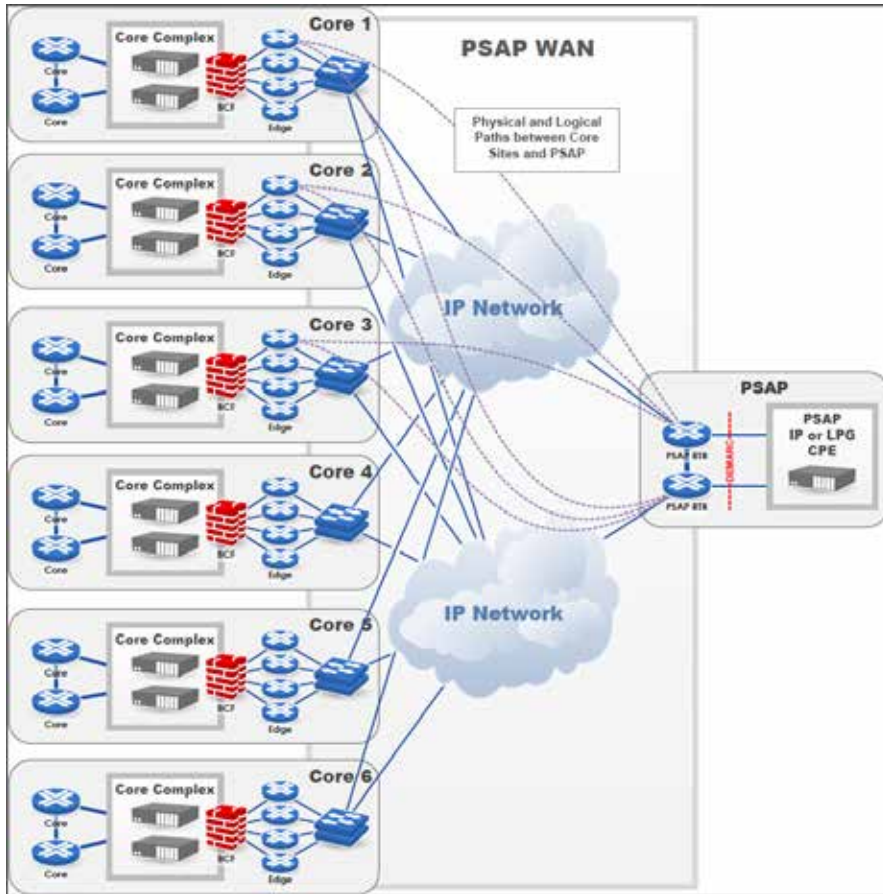 Core 1
Core Complex
Core
Core
BCF
Edge
PSAP WAN
Physical and Logical
Paths between Core
Sites and PSAP
Core 2
Core Complex
Core
Core
BCF
Edge
IP Network
Core 3
Core Complex
Core
Core
BCF
Edge
PSAP
PSAP
IP or LPG
CPE
PSAP RTR
DEMARC
PSAP RTR
Core 4
Core Complex
Core
Core
BCF
Edge
IP Network
Core 5
Core Complex
Core
Core
BCF
Edge
Core 6
Core Complex
Core
Core
BCF
Edge